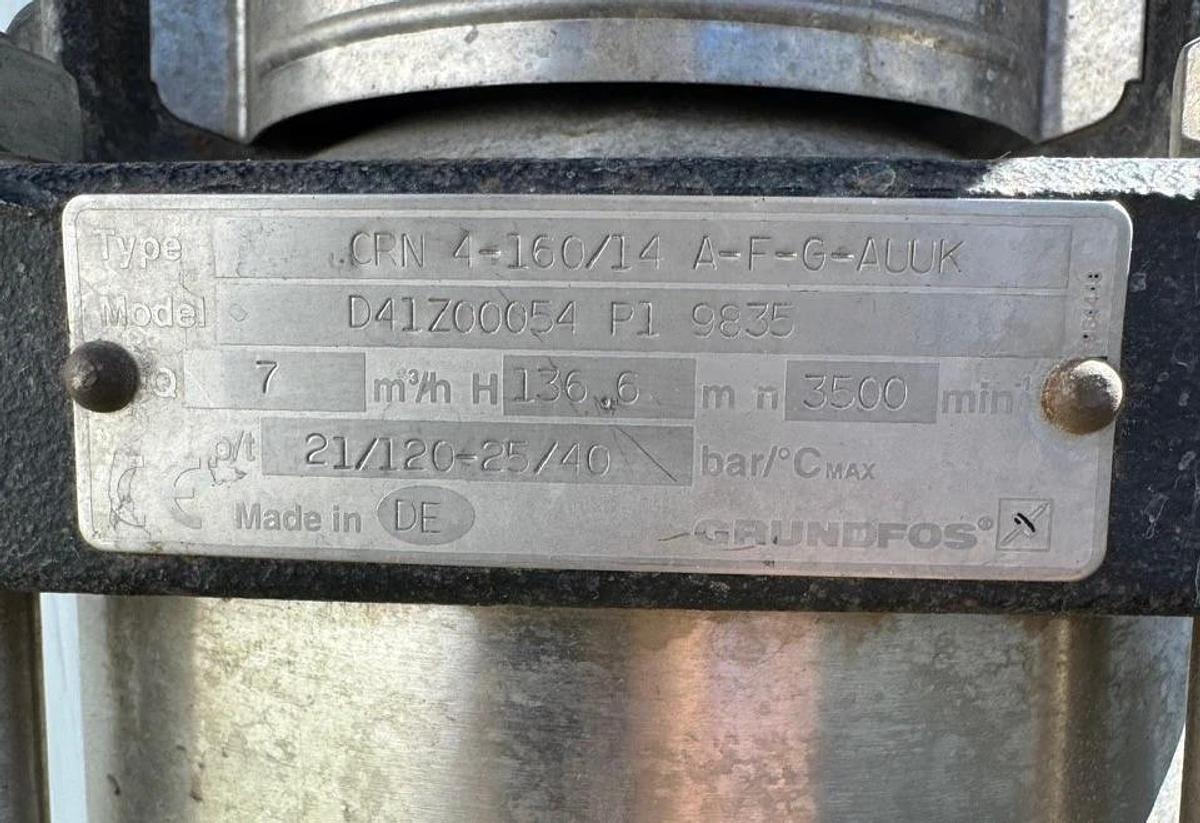 Type CRN 4-160/14 A-F-G-AUUK
Model D41Z00054 P1 9835
Q 7 m³/h H 136.6 m n 3500 min⁻¹
p/t 21/120-25/40 bar/°C MAX
CE Made in DE GRUNDFOS®